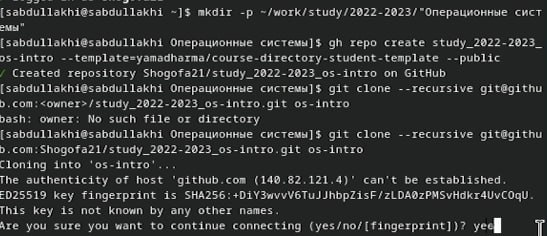 [sabdullakhi@sabdullakhi ~]$ mkdir -p ~/work/study/2022-2023/"Операционные сист
емы"
[sabdullakhi@sabdullakhi Операционные системы]$ gh repo create study_2022-2023_
os-intro --template=yamadharma/course-directory-student-template --public
✓ Created repository Shogofa21/study_2022-2023_os-intro on GitHub
[sabdullakhi@sabdullakhi Операционные системы]$ git clone --recursive git@githu
b.com:<owner>/study_2022-2023_os-intro.git os-intro
bash: owner: No such file or directory
[sabdullakhi@sabdullakhi Операционные системы]$ git clone --recursive git@githu
b.com:Shogofa21/study_2022-2023_os-intro.git os-intro
Cloning into 'os-intro'...
The authenticity of host 'github.com (140.82.121.4)' can't be established.
ED25519 key fingerprint is SHA256:+DiY3wvvV6TuJJhbpZisF/zLDA0zPMSvHdkr4UvCOqU.
This key is not known by any other names.
Are you sure you want to continue connecting (yes/no/[fingerprint])?